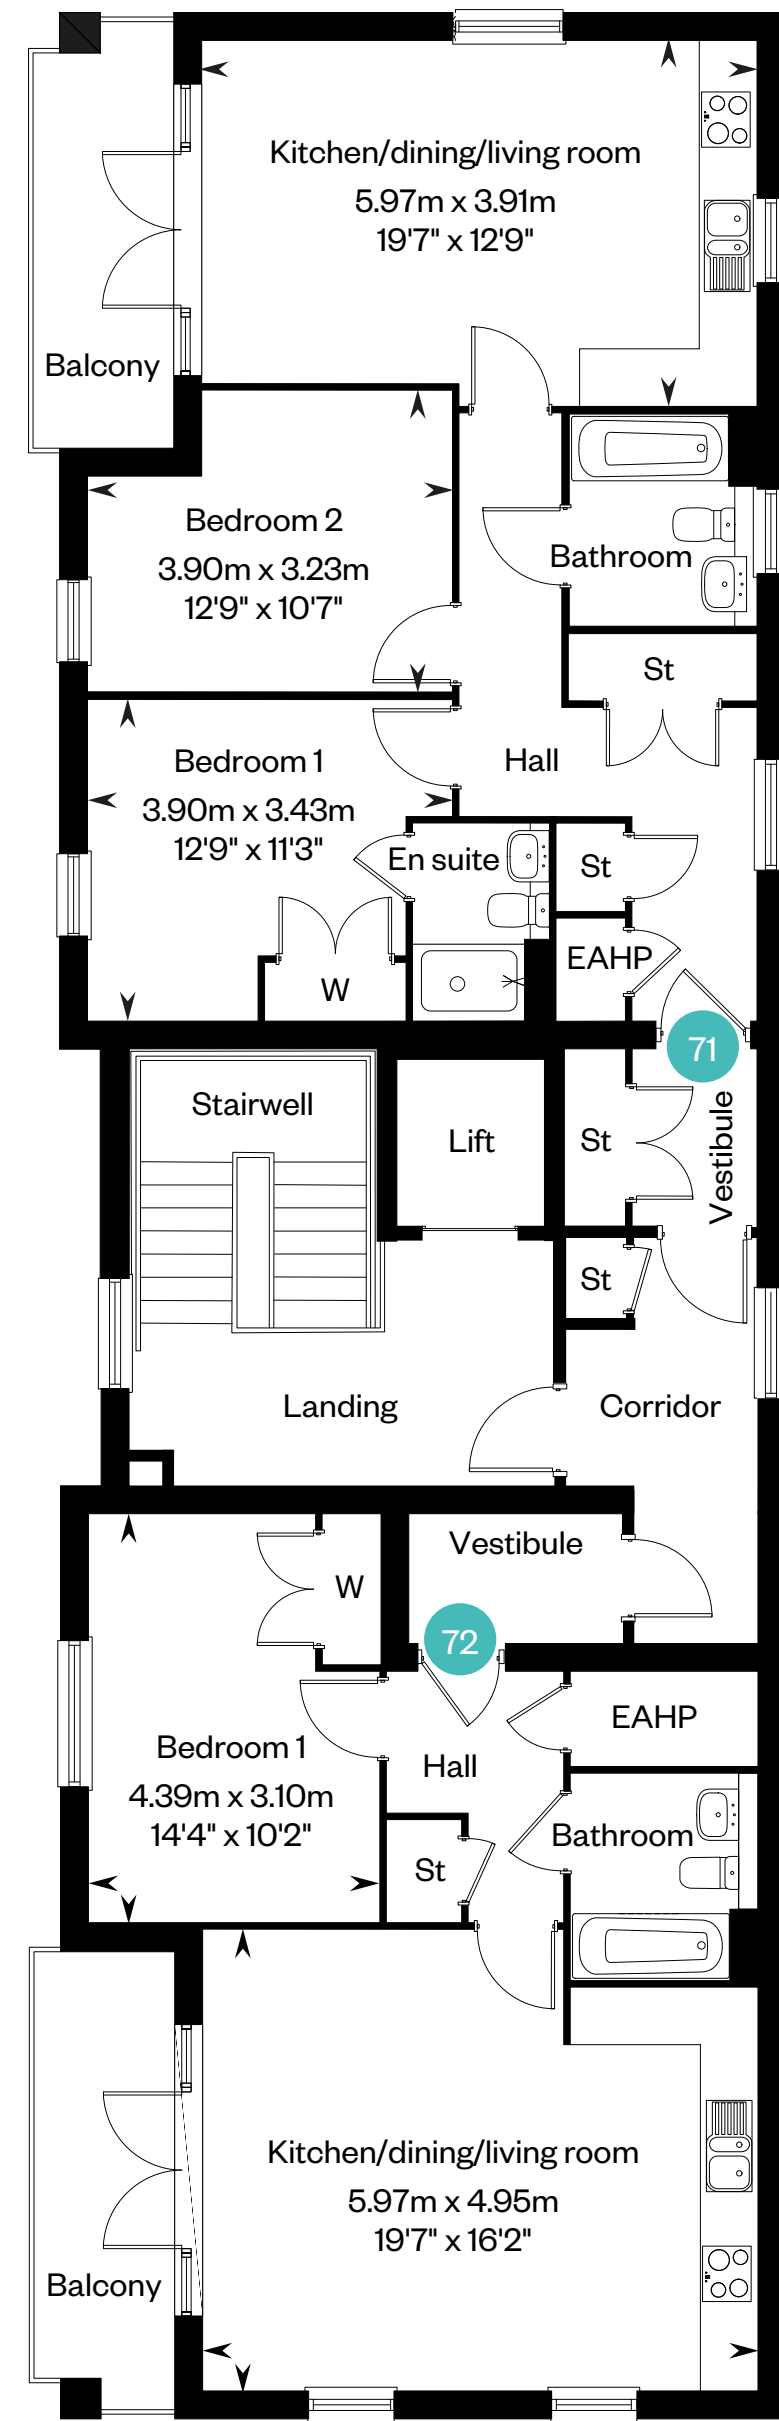 Kitchen/dining/living room
5.97m x 3.91m
19'7" x 12'9"
Balcony
Bedroom 2
3.90m x 3.23m
12'9" x 10'7"
Bathroom
St
Hall
Bedroom 1
3.90m x 3.43m
12'9" x 11'3"
En suite
St
EAHP
W
71
Vestibule
Stairwell
Lift
St
St
Landing
Corridor
Vestibule
W
72
EAHP
Bedroom 1
4.39m x 3.10m
14'4" x 10'2"
Hall
Bathroom
St
Kitchen/dining/living room
5.97m x 4.95m
19'7" x 16'2"
Balcony